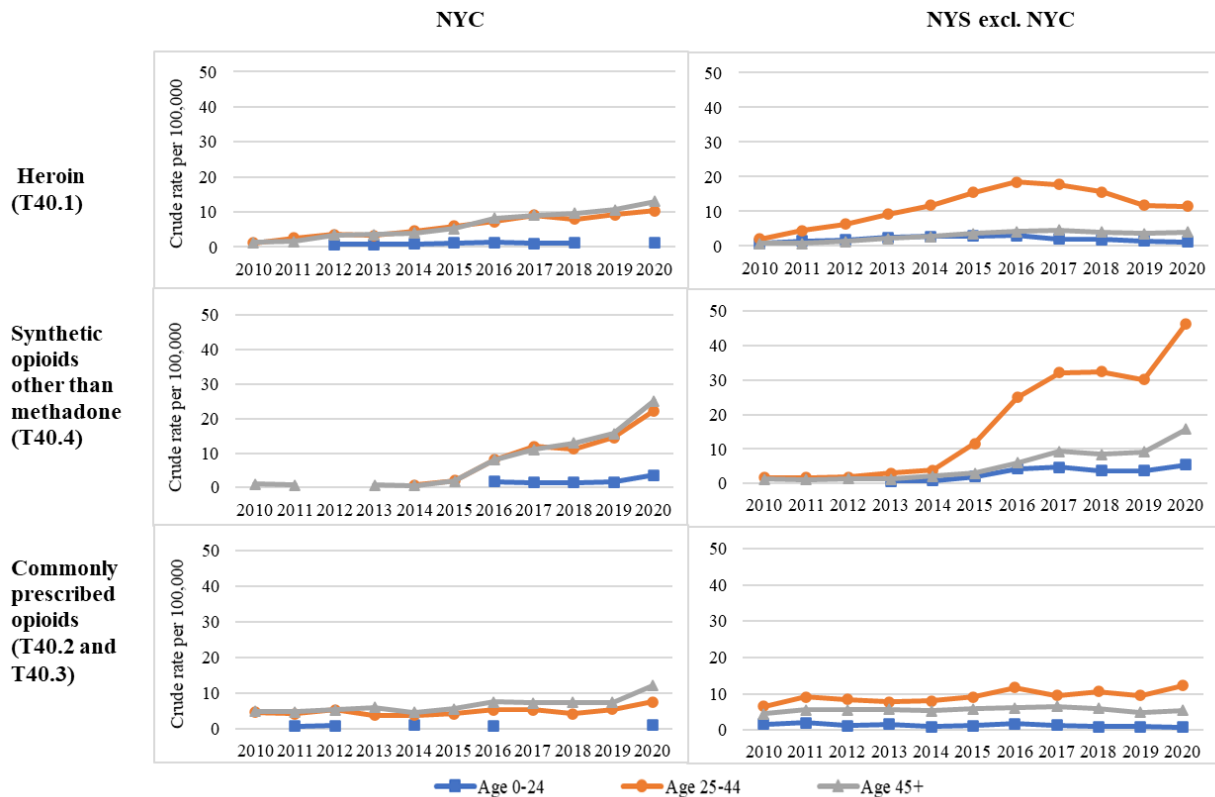 NYC NYS excl. NYC
Heroin
(T40.1)
Crude rate per 100,000
50
40
30
20
10
0
2010 2011 2012 2013 2014 2015 2016 2017 2018 2019 2020
50
40
30
20
10
0
2010 2011 2012 2013 2014 2015 2016 2017 2018 2019 2020
Synthetic
opioids
other than
methadone
(T40.4)
Crude rate per 100,000
50
40
30
20
10
0
2010 2011 2012 2013 2014 2015 2016 2017 2018 2019 2020
50
40
30
20
10
0
2010 2011 2012 2013 2014 2015 2016 2017 2018 2019 2020
Commonly
prescribed
opioids
(T40.2 and
T40.3)
Crude rate per 100,000
50
40
30
20
10
0
2010 2011 2012 2013 2014 2015 2016 2017 2018 2019 2020
50
40
30
20
10
0
2010 2011 2012 2013 2014 2015 2016 2017 2018 2019 2020
Age 0-24 Age 25-44 Age 45+